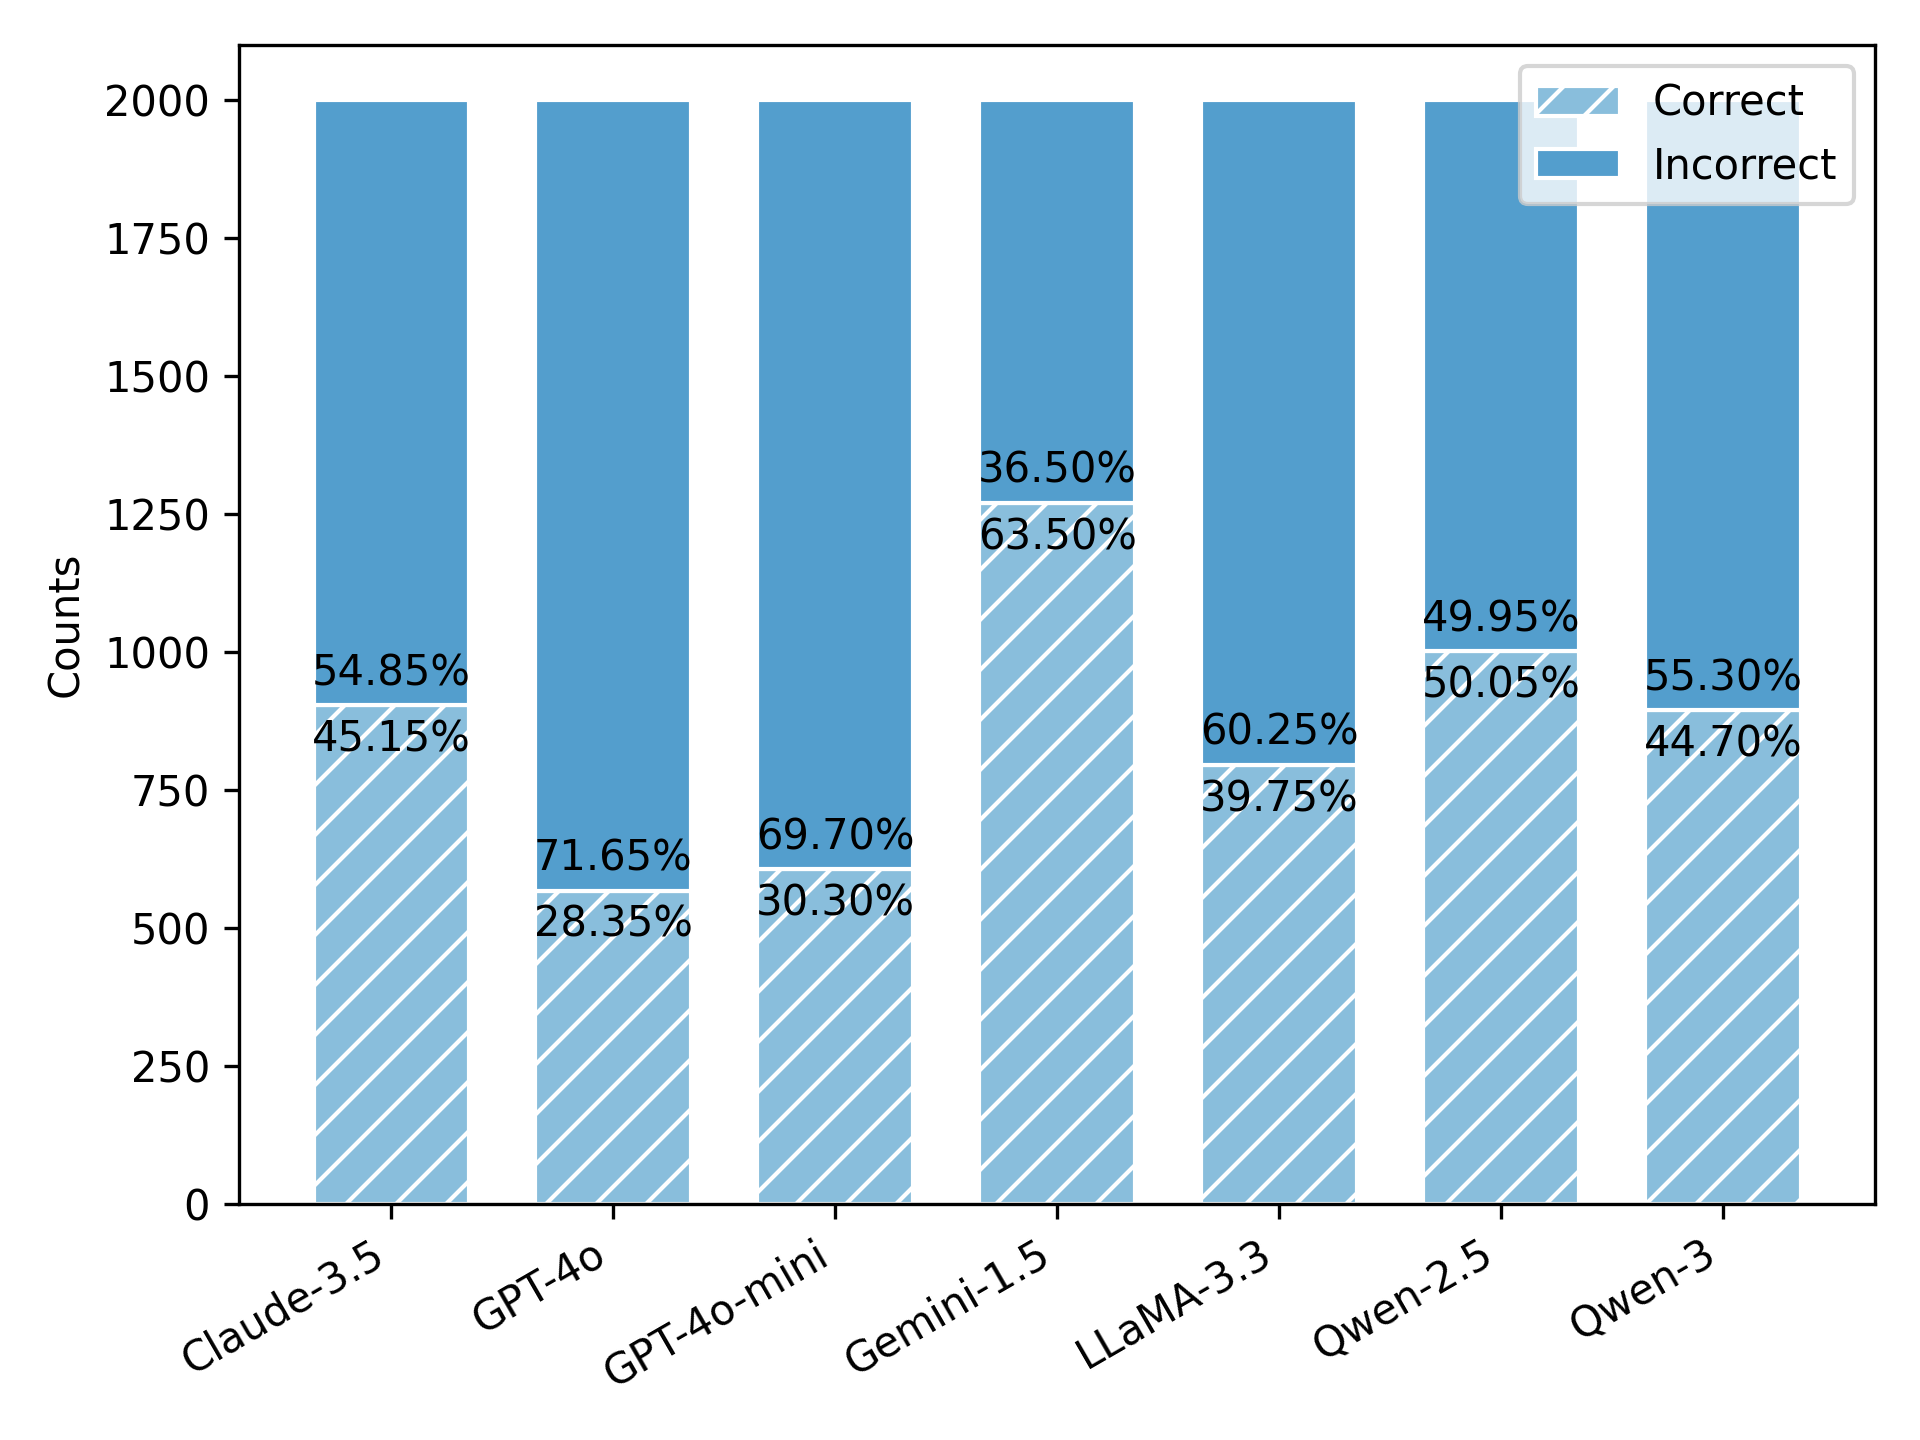 Correct
Incorrect
2000
1750
1500
1250
1000
750
500
250
0
Counts
54.85%
45.15%
71.65%
28.35%
69.70%
30.30%
36.50%
63.50%
60.25%
39.75%
49.95%
50.05%
55.30%
44.70%
Claude-3.5
GPT-4o
GPT-4o-mini
Gemini-1.5
LLaMA-3.3
Qwen-2.5
Qwen-3